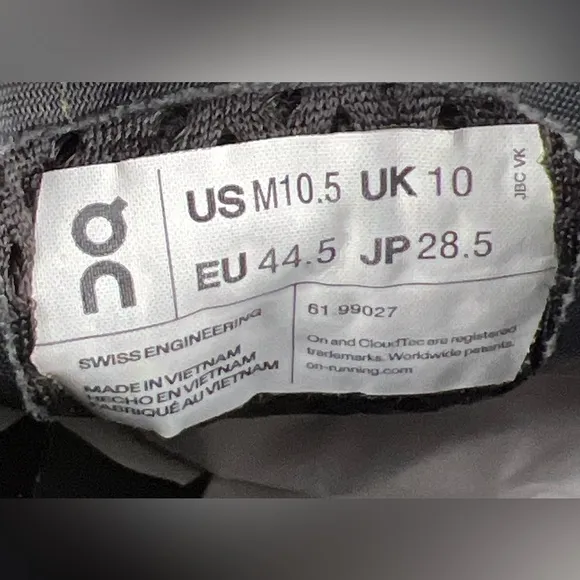 On
US M10.5 UK 10
EU 44.5 JP 28.5
JBC VK
SWISS ENGINEERING
MADE IN VIETNAM
HECHO EN VIETNAM
FABRIQUÉ AU VIETNAM
61.99027
On and CloudTec are registered
trademarks. Worldwide patents.
on-running.com